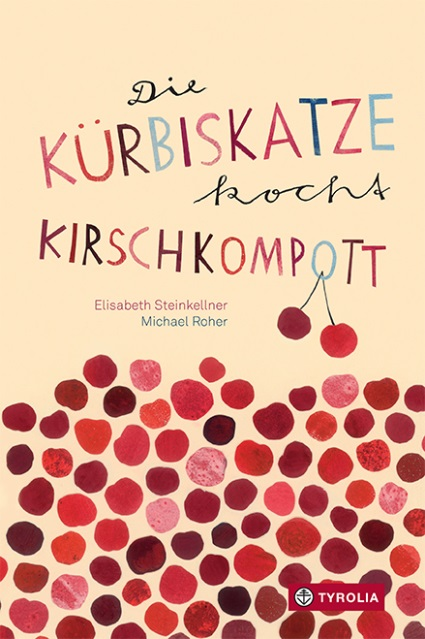 Die
KÜRBISKATZE
kocht
KIRSCHKOMPOTT
Elisabeth Steinkellner
Michael Roher
TYROLIA